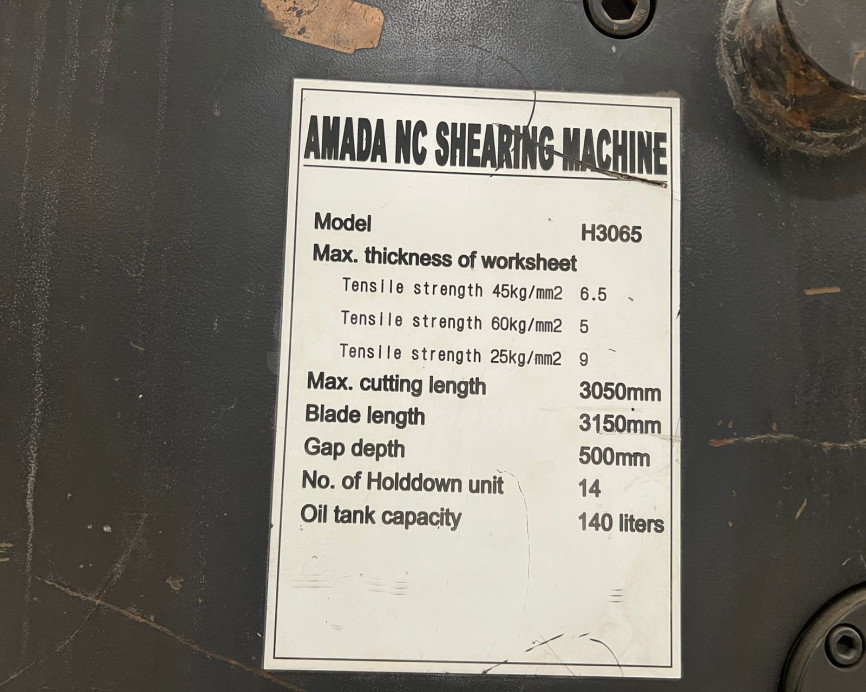 AMADA NC SHEARING MACHINE
Model H3065
Max. thickness of worksheet
Tensile strength 45kg/mm2 6.5
Tensile strength 60kg/mm2 5
Tensile strength 25kg/mm2 9
Max. cutting length 3050mm
Blade length 3150mm
Gap depth 500mm
No. of Holddown unit 14
Oil tank capacity 140 liters